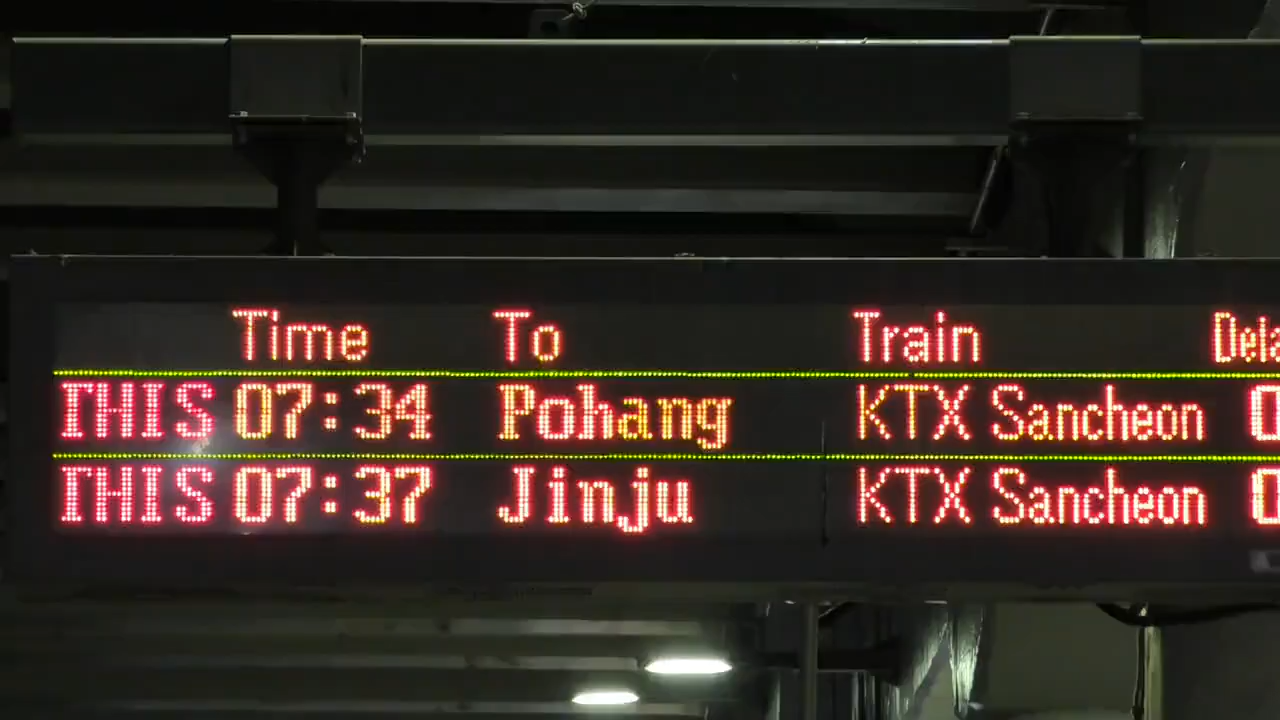 Time To Train
THIS 07:34 Pohang KTX Sancheon
THIS 07:37 Jinju KTX Sancheon